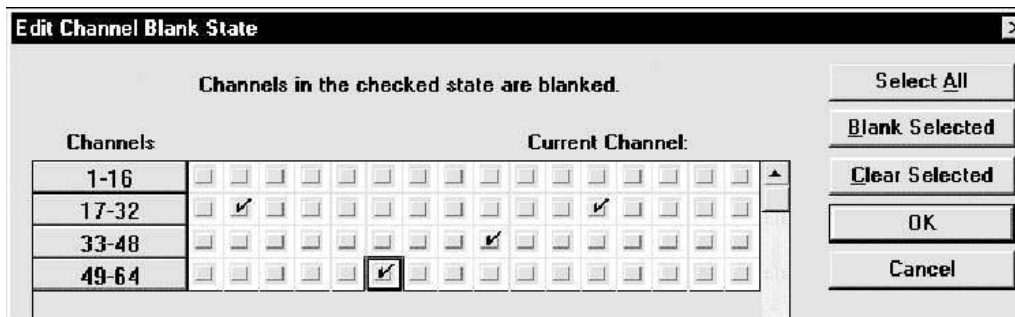 Edit Channel Blank State
Channels in the checked state are blanked.
Select All
Blank Selected
Clear Selected
OK
Cancel
Channels
Current Channel:
1-16
17-32
33-48
49-64